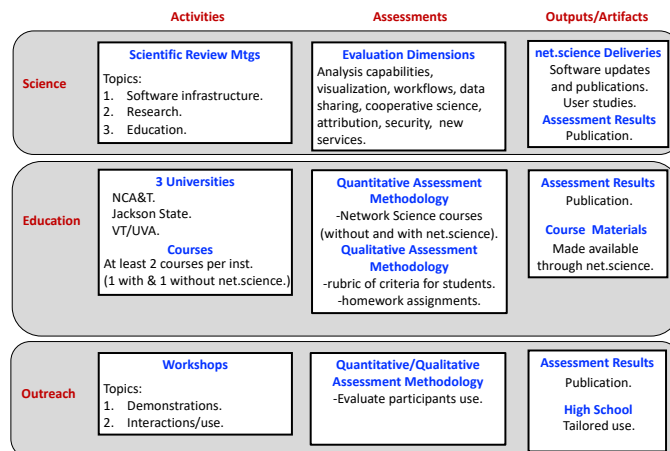 Activities
Assessments
Outputs/Artifacts
Science
Scientific Review Mtgs
Topics:
1. Software infrastructure.
2. Research.
3. Education.
Evaluation Dimensions
Analysis capabilities,
visualization, workflows, data
sharing, cooperative science,
attribution, security, new
services.
net.science Deliveries
Software updates
and publications.
User studies.
Assessment Results
Publication.
Education
3 Universities
NCA&T.
Jackson State.
VT/UVA.
Courses
At least 2 courses per inst.
(1 with & 1 without net.science.)
Quantitative Assessment
Methodology
-Network Science courses
(without and with net.science).
Qualitative Assessment
Methodology
-rubric of criteria for students.
-homework assignments.
Assessment Results
Publication.
Course Materials
Made available
through net.science.
Outreach
Workshops
Topics:
1. Demonstrations.
2. Interactions/use.
Quantitative/Qualitative
Assessment Methodology
-Evaluate participants use.
Assessment Results
Publication.
High School
Tailored use.